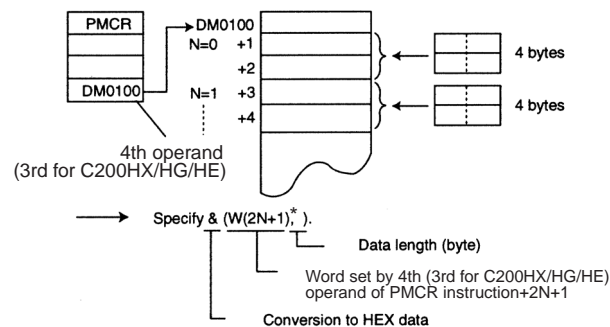 PMCR
DM0100
N=0 +1
+2
4 bytes
DM0100
N=1 +3
+4
4 bytes
4th operand
(3rd for C200HX/HG/HE)
Specify & (W(2N+1),*).
Data length (byte)
Word set by 4th (3rd for C200HX/HG/HE)
operand of PMCR instruction+2N+1
Conversion to HEX data